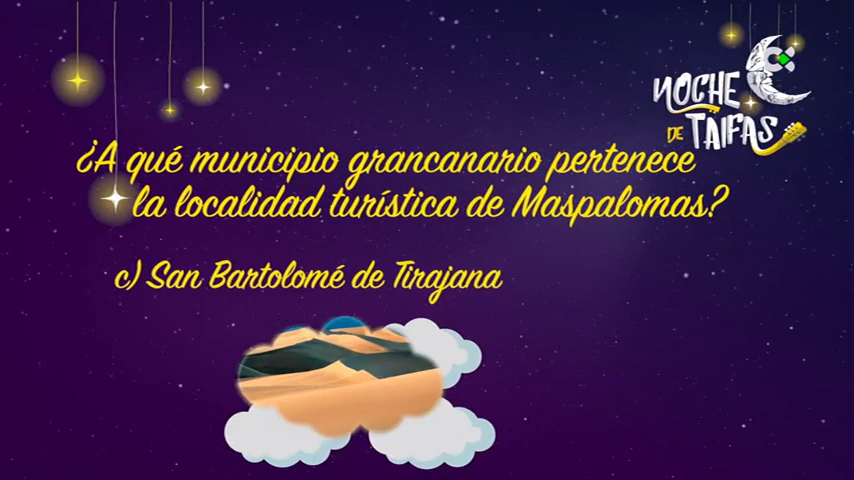 NOCHE
DE TAIFAS
¿A qué municipio grancanario pertenece
la localidad turística de Maspalomas?
c) San Bartolomé de Tirajana